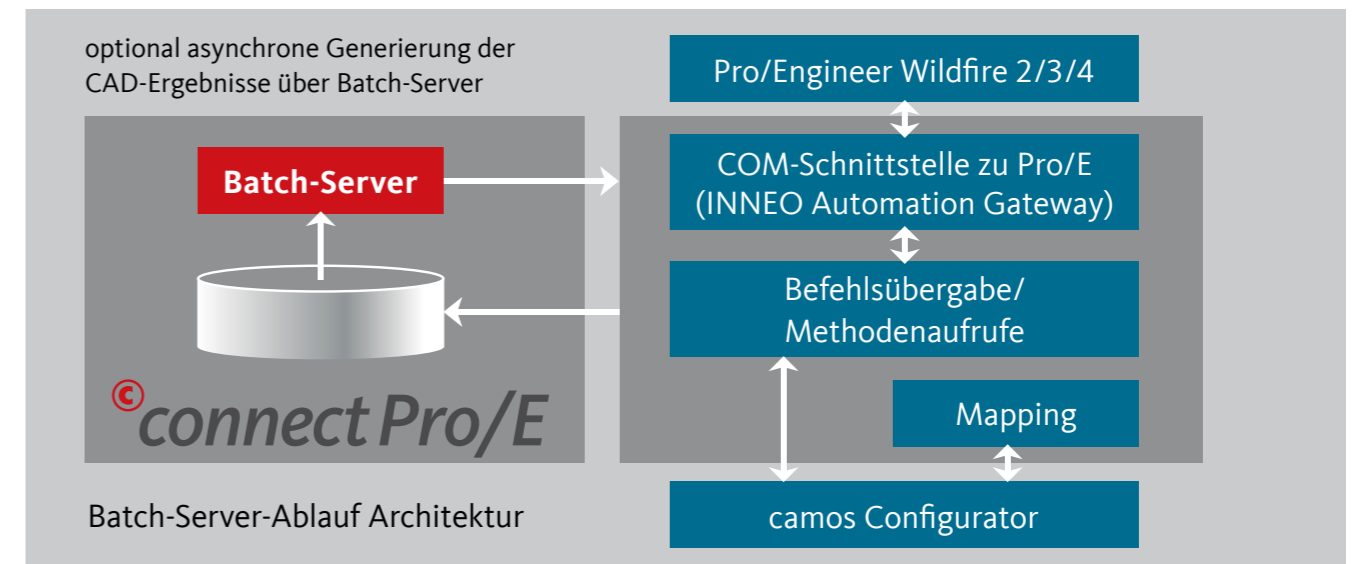 optional asynchrone Generierung der
CAD-Ergebnisse über Batch-Server
Batch-Server
©connect Pro/E
Batch-Server-Ablauf Architektur
Pro/Engineer Wildfire 2/3/4
COM-Schnittstelle zu Pro/E
(INNEO Automation Gateway)
Befehlsübergabe/
Methodenaufrufe
Mapping
camos Configurator